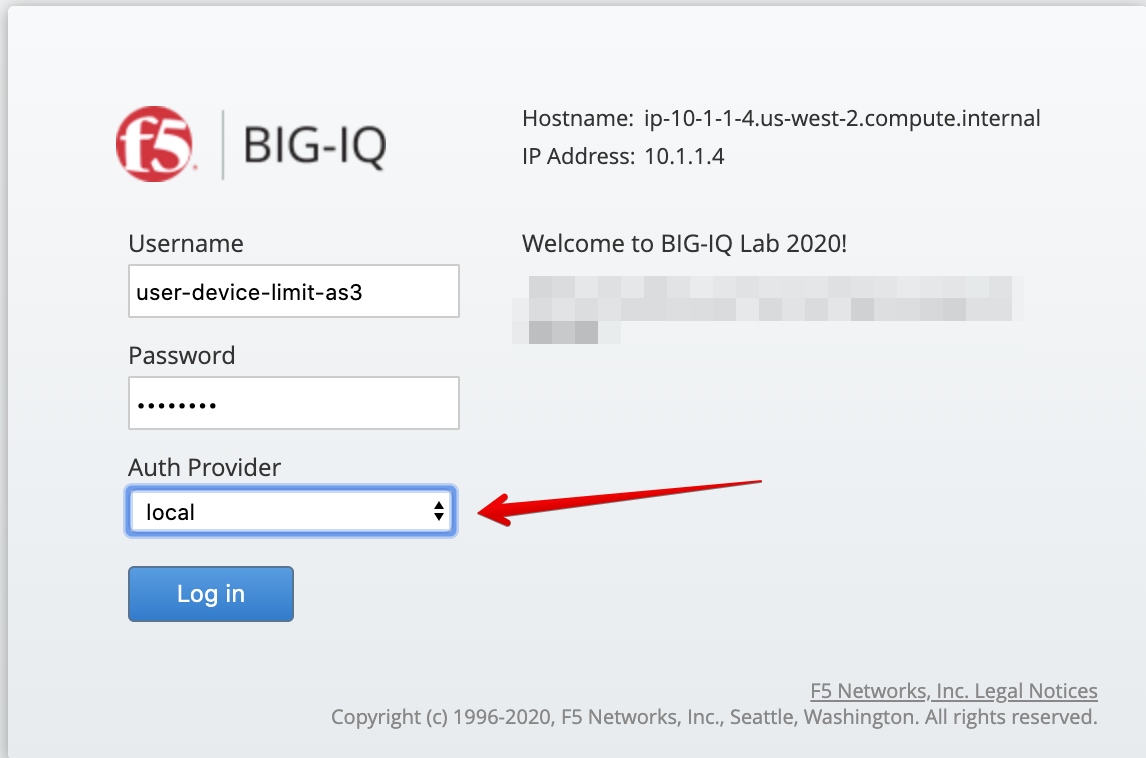 f5 BIG-IQ
Hostname: ip-10-1-1-4.us-west-2.compute.internal
IP Address: 10.1.1.4
Username
user-device-limit-as3
Password
••••••••
Auth Provider
local
Log in
Welcome to BIG-IQ Lab 2020!
F5 Networks, Inc. Legal Notices
Copyright (c) 1996-2020, F5 Networks, Inc., Seattle, Washington. All rights reserved.